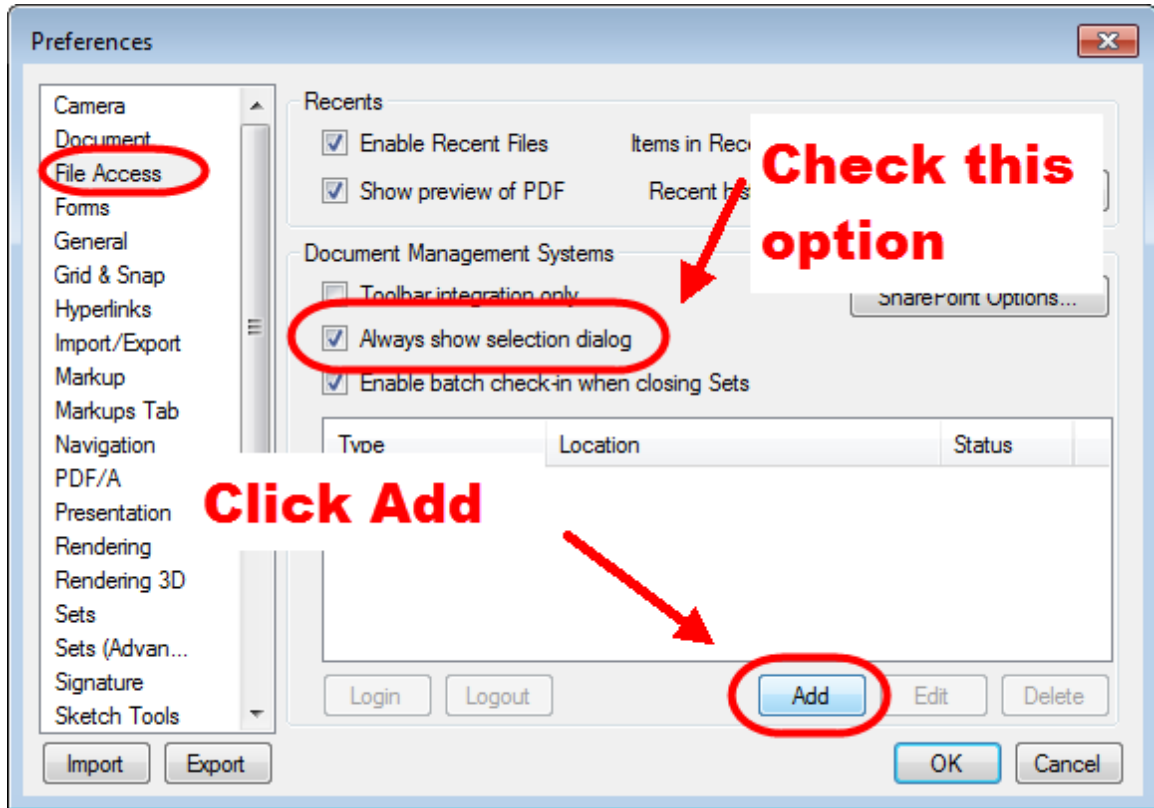 Preferences
Camera
Document
File Access
Forms
General
Grid & Snap
Hyperlinks
Import/Export
Markup
Markups Tab
Navigation
PDF/A
Presentation
Rendering
Rendering 3D
Sets
Sets (Advan...
Signature
Sketch Tools
Import Export
Recents
Enable Recent Files Items in
Show preview of PDF Recent
Check this
option
Document Management Systems
Toolbar integration only
SharePoint Options...
Always show selection dialog
Enable batch check-in when closing Sets
Type Location Status
Click Add
Login Logout Add Edit Delete
OK Cancel